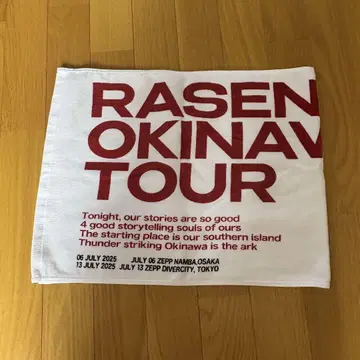 RASEN
OKINAW
TOUR
Tonight, our stories are so good
4 good storytelling souls of ours
The starting place is our southern island
Thunder striking Okinawa is the ark
06 JULY 2025 JULY 06 ZEPP NAMBA,OSAKA
13 JULY 2025 JULY 13 ZEPP DIVERCITY, TOKYO